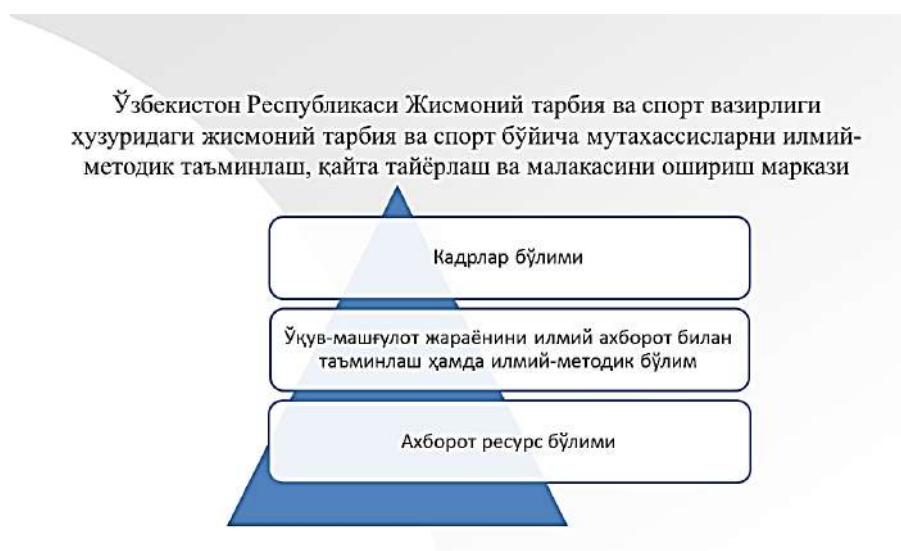 Ўзбекистон Республикаси Жисмоний тарбия ва спорт вазирлиги
ҳузуридаги жисмоний тарбия ва спорт бўйича мутахассисларни илмий-
методик таъминлаш, қайта тайёрлаш ва малакасини ошириш маркази
Кадрлар бўлими
Ўқув-машғулот жараёнини илмий ахборот билан
таъминлаш ҳамда илмий-методик бўлим
Ахборот ресурс бўлими